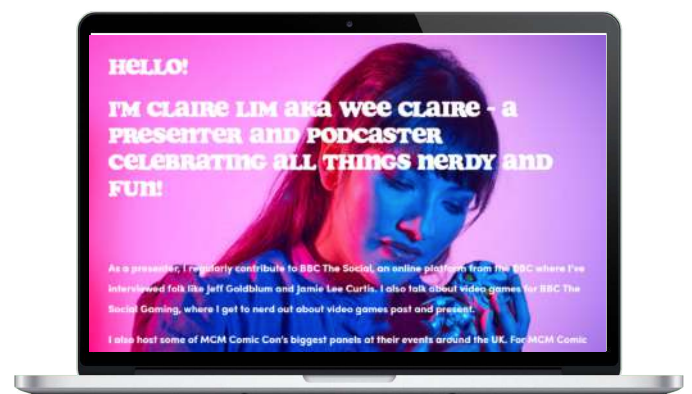 HELLO!
I'M CLAIRE LIM AKA WEE CLAIRE - A
PRESENTER AND PODCASTER
CELEBRATING ALL THINGS NERDY AND
FUN!
As a presenter, I regularly contribute to BBC The Social, an online platform from the BBC where I've
interviewed folk like Jeff Goldblum and Jamie Lee Curtis. I also talk about video games for BBC The
Social Gaming, where I get to nerd out about video games past and present.
I also host some of MCM Comic Con's biggest panels at their events around the UK. For MCM Comic